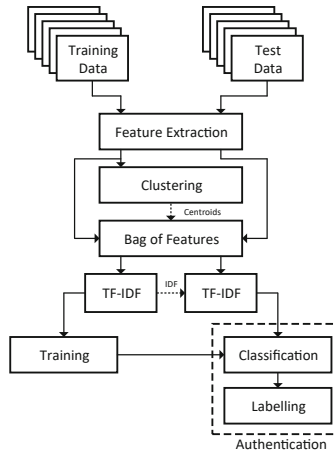 Training
Data
Test
Data
Feature Extraction
Clustering
Centroids
Bag of Features
TF-IDF
IDF
TF-IDF
Training
Classification
Labelling
Authentication